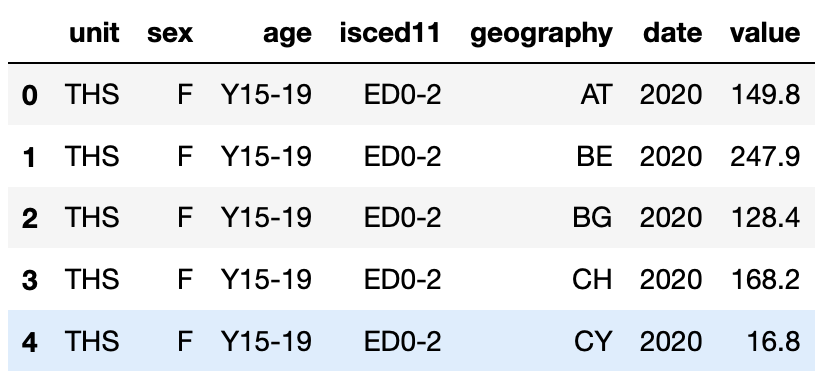 unit sex age isced11 geography date value
0 THS F Y15-19 ED0-2 AT 2020 149.8
1 THS F Y15-19 ED0-2 BE 2020 247.9
2 THS F Y15-19 ED0-2 BG 2020 128.4
3 THS F Y15-19 ED0-2 CH 2020 168.2
4 THS F Y15-19 ED0-2 CY 2020 16.8